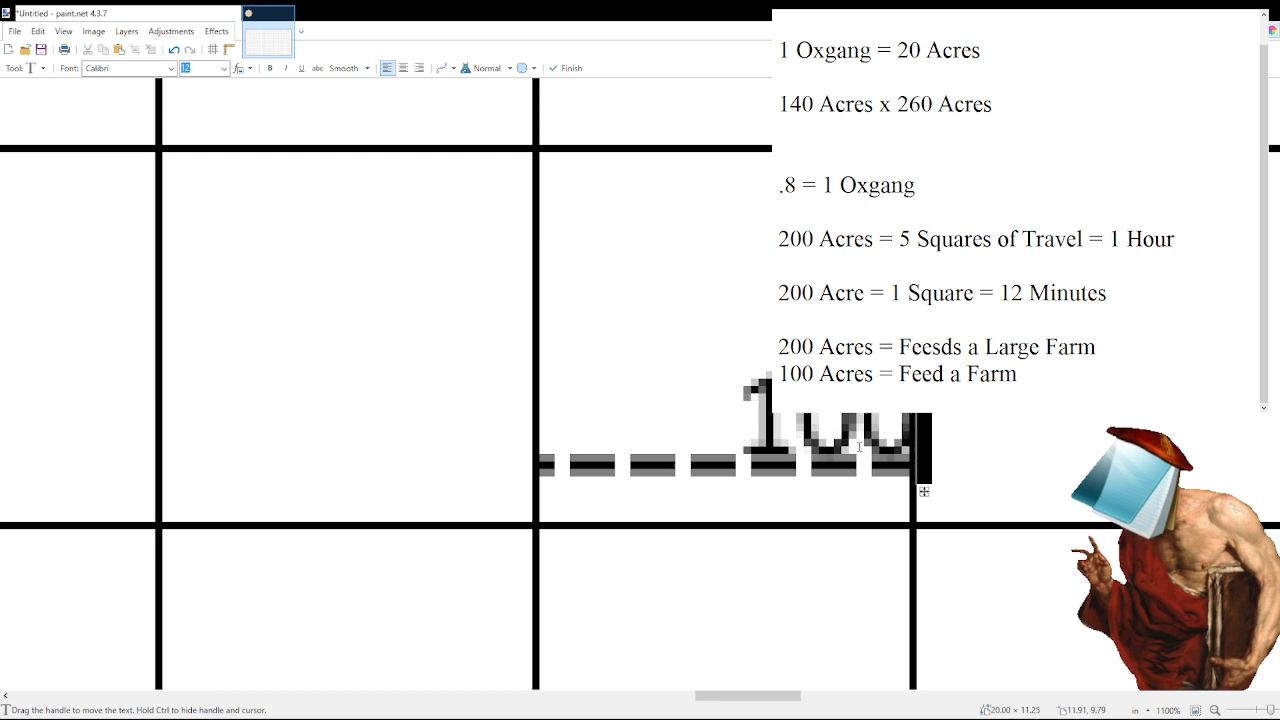 *Untitled - paint.net 4.3.7
File Edit View Image Layers Adjustments Effects
Tool: T Font: Calibri 12 B I U abc Smooth Normal Finish
1 Oxgang = 20 Acres
140 Acres x 260 Acres
.8 = 1 Oxgang
200 Acres = 5 Squares of Travel = 1 Hour
200 Acre = 1 Square = 12 Minutes
200 Acres = Feesds a Large Farm
100 Acres = Feed a Farm
Drag the handle to move the text. Hold Ctrl to hide handle and cursor. 20.00 × 11.25 11.91, 9.79 in 1100%